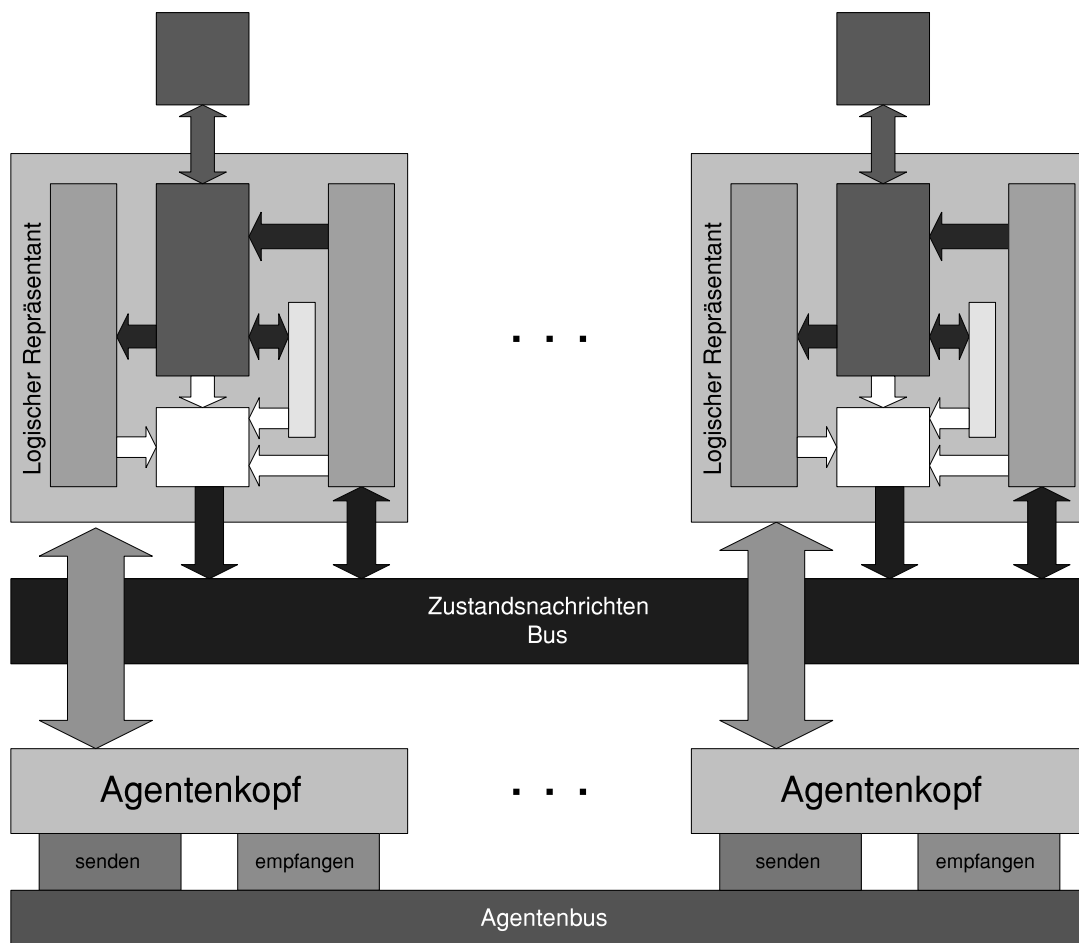 Logischer Repräsentant
Logischer Repräsentant
. . .
Zustandsnachrichten
Bus
Agentenkopf
. . .
Agentenkopf
senden
empfangen
senden
empfangen
Agentenbus